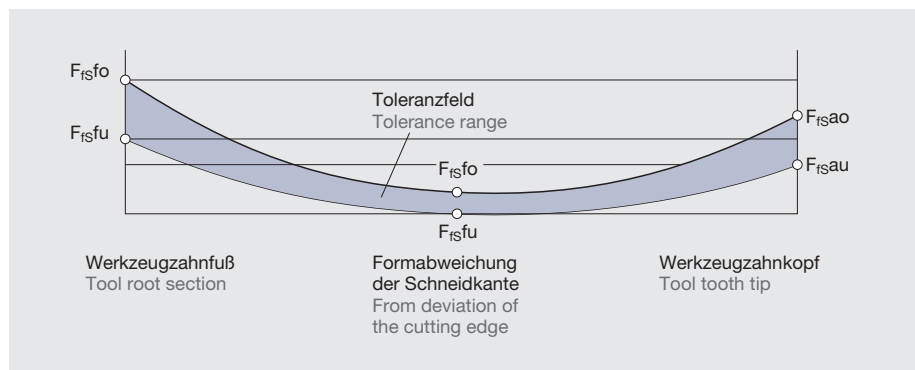 FfSfo
Toleranzfeld
Tolerance range
FfSao
FfSfu
FfSfo
FfSau
FfSfu
Werkzeugzahnfuß
Tool root section
Formabweichung
der Schneidkante
From deviation of
the cutting edge
Werkzeugzahnkopf
Tool tooth tip